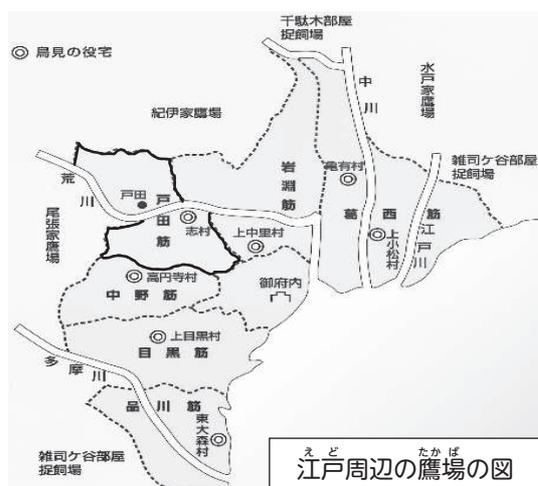 千駄木部屋
捉飼場
◎ 鳥見の役宅
中川
水戸家鷹場
紀伊家鷹場
雑司ケ谷部屋
捉飼場
岩淵筋
亀有村
荒川
戸田
戸田筋
葛西筋
尾張家鷹場
志村
上中里村
上小松村
江戸川
高円寺村
御府内
中野筋
上目黒村
目黒筋
多摩川
品川筋
東大森村
雑司ケ谷部屋
捉飼場
えど たかば
江戸周辺の鷹場の図